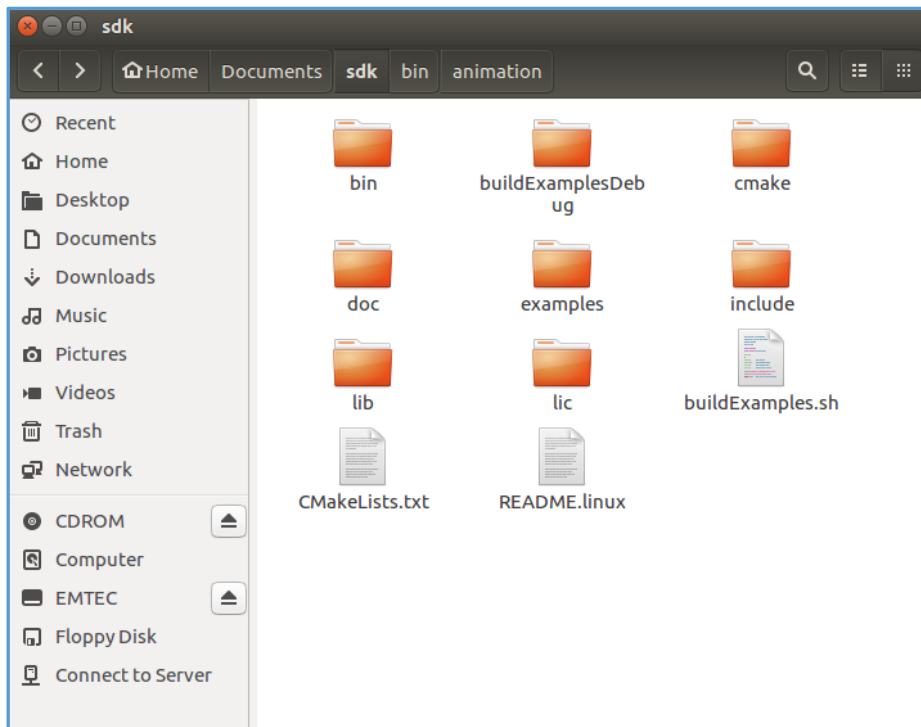 sdk
Home Documents sdk bin animation
Recent
Home
Desktop
Documents
Downloads
Music
Pictures
Videos
Trash
Network
CDROM
Computer
EMTEC
Floppy Disk
Connect to Server
bin
buildExamplesDeb
ug
cmake
doc
examples
include
lib
lic
buildExamples.sh
CMakeLists.txt
README.linux